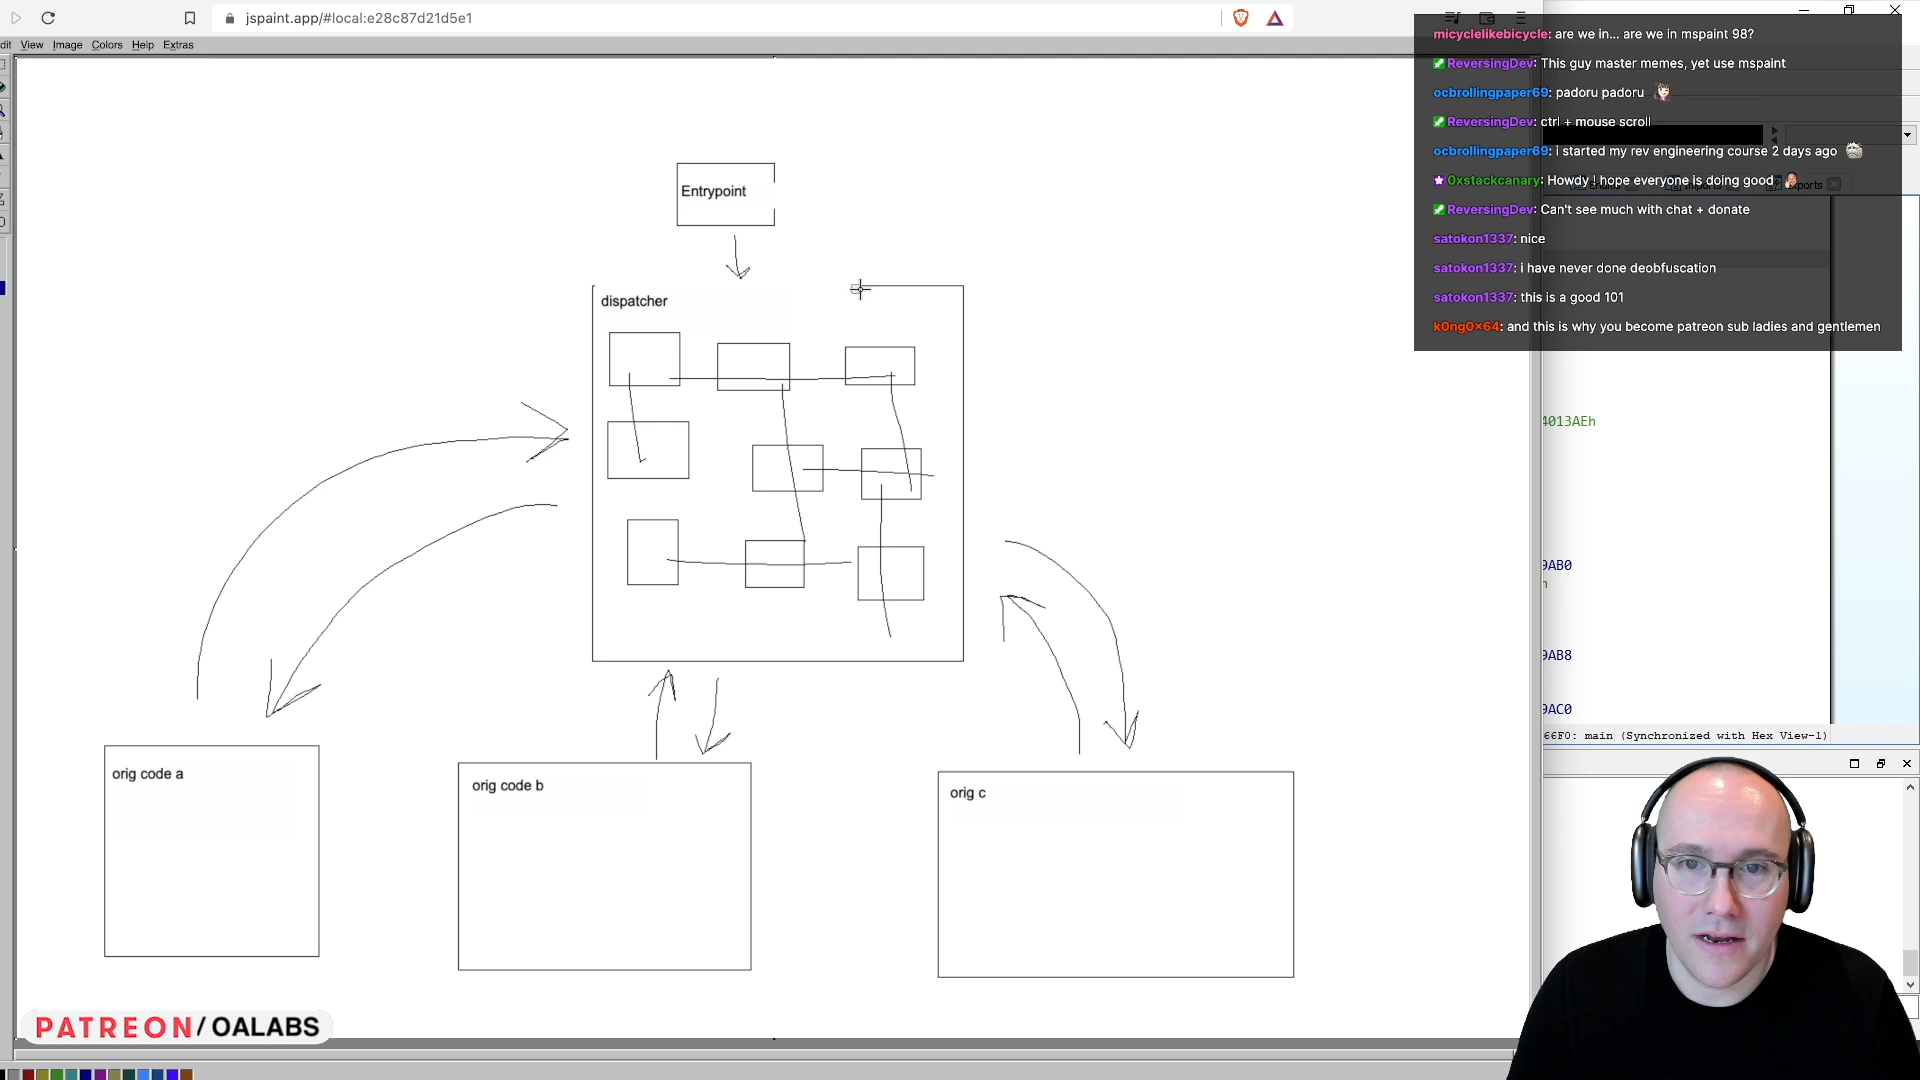 jspaint.app/#local:e28c87d21d5e1
dit View Image Colors Help Extras
micyclelikebicycle: are we in... are we in mspaint 98?
ReversingDev: This guy master memes, yet use mspaint
ocbrollingpaper69: padoru padoru
ReversingDev: ctrl + mouse scroll
ocbrollingpaper69: i started my rev engineering course 2 days ago
0xstackcanary: Howdy ! hope everyone is doing good
ReversingDev: Can't see much with chat + donate
satokon1337: nice
satokon1337: i have never done deobfuscation
satokon1337: this is a good 101
k0ng0x64: and this is why you become patreon sub ladies and gentlemen
Entrypoint
dispatcher
4013AEh
9AB0
h
9AB8
9AC0
66F0: main (Synchronized with Hex View-1)
orig code a
orig code b
orig c
PATREON/OALABS